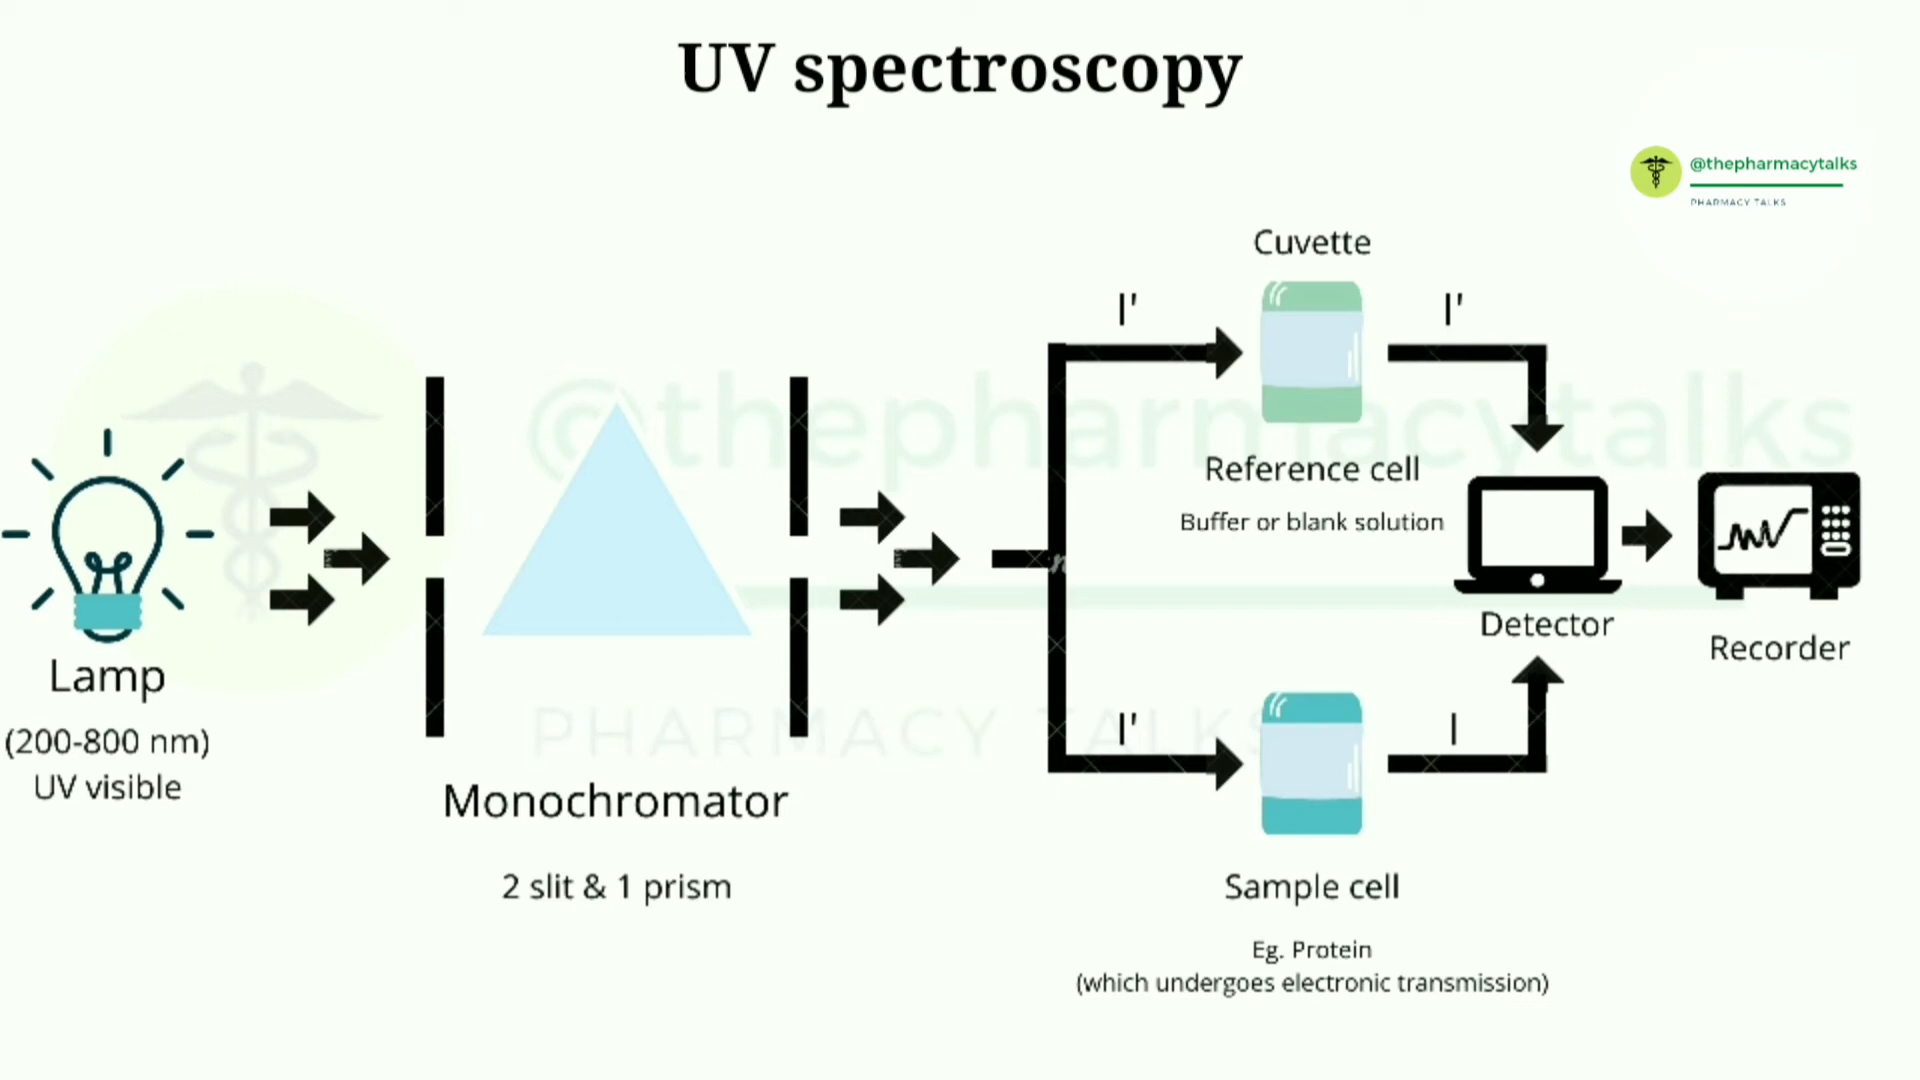 UV spectroscopy
@thepharmacytalks
PHARMACY TALKS
Cuvette
I'
I'
@thepharmacytalks
Reference cell
Buffer or blank solution
Detector
Recorder
Lamp
(200-800 nm)
UV visible
PHARMACY TALKS
I'
I
Monochromator
2 slit & 1 prism
Sample cell
Eg. Protein
(which undergoes electronic transmission)